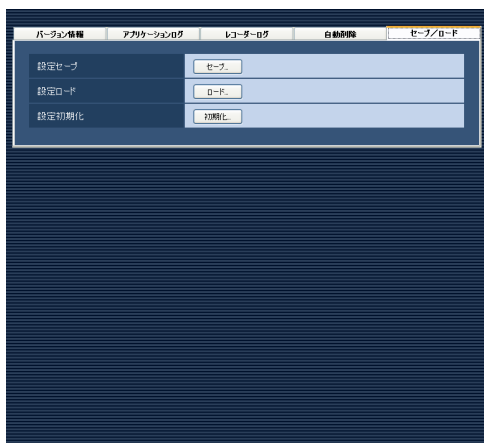 バージョン情報 アプリケーションログ レコーダーログ 自動削除 セーブ／ロード
設定セーブ セーブ...
設定ロード ロード...
設定初期化 初期化...